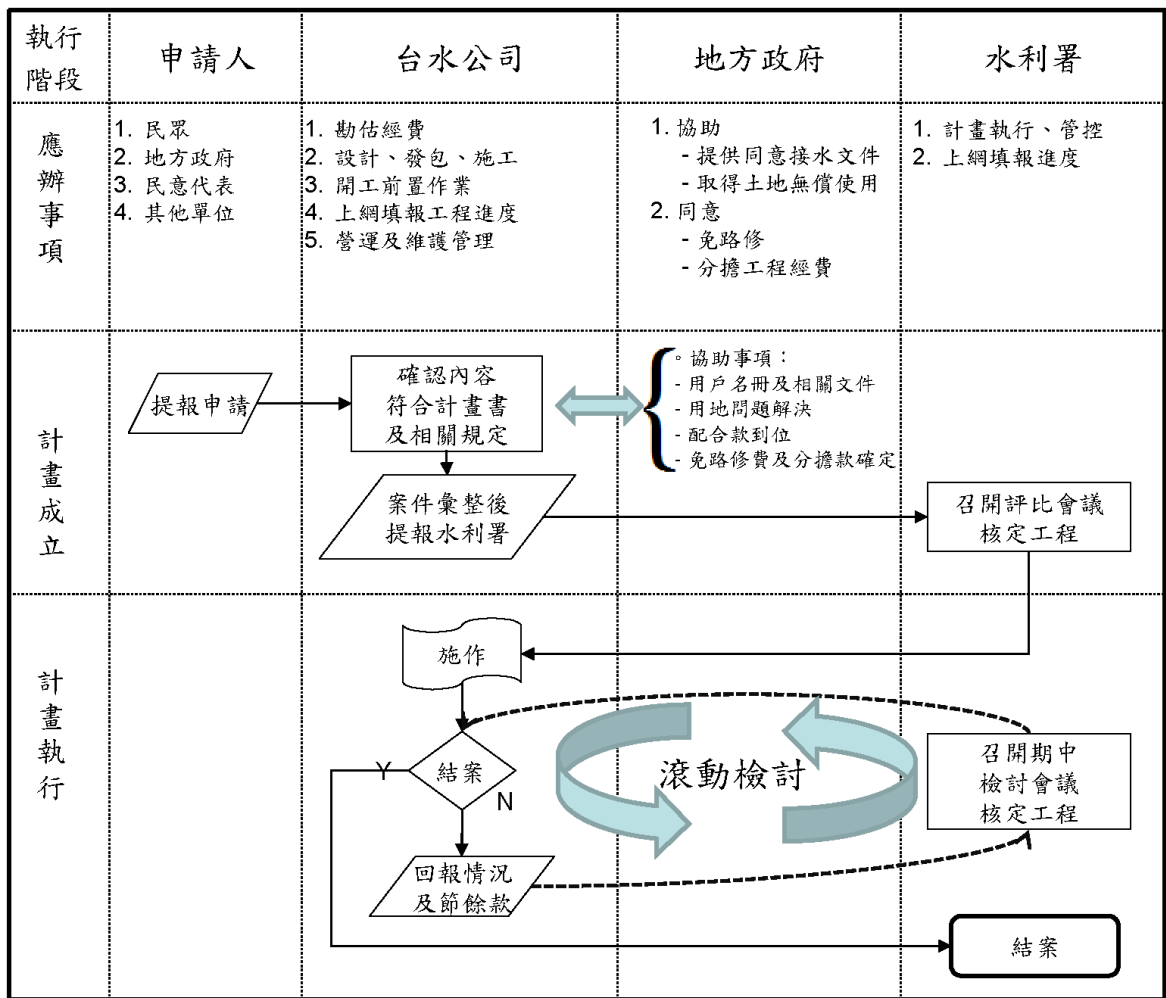 執行
階段
申請人
台水公司
地方政府
水利署
應
辦
事
項
1. 民眾
2. 地方政府
3. 民意代表
4. 其他單位
1. 勘估經費
2. 設計、發包、施工
3. 開工前置作業
4. 上網填報工程進度
5. 營運及維護管理
1. 協助
- 提供同意接水文件
- 取得土地無償使用
2. 同意
- 免路修
- 分擔工程經費
1. 計畫執行、管控
2. 上網填報進度
計
畫
成
立
提報申請
確認內容
符合計畫書
及相關規定
。協助事項：
- 用戶名冊及相關文件
- 用地問題解決
- 配合款到位
- 免路修費及分擔款確定
案件彙整後
提報水利署
召開評比會議
核定工程
計
畫
執
行
施作
結案
Y
N
滾動檢討
召開期中
檢討會議
核定工程
回報情況
及節餘款
結案